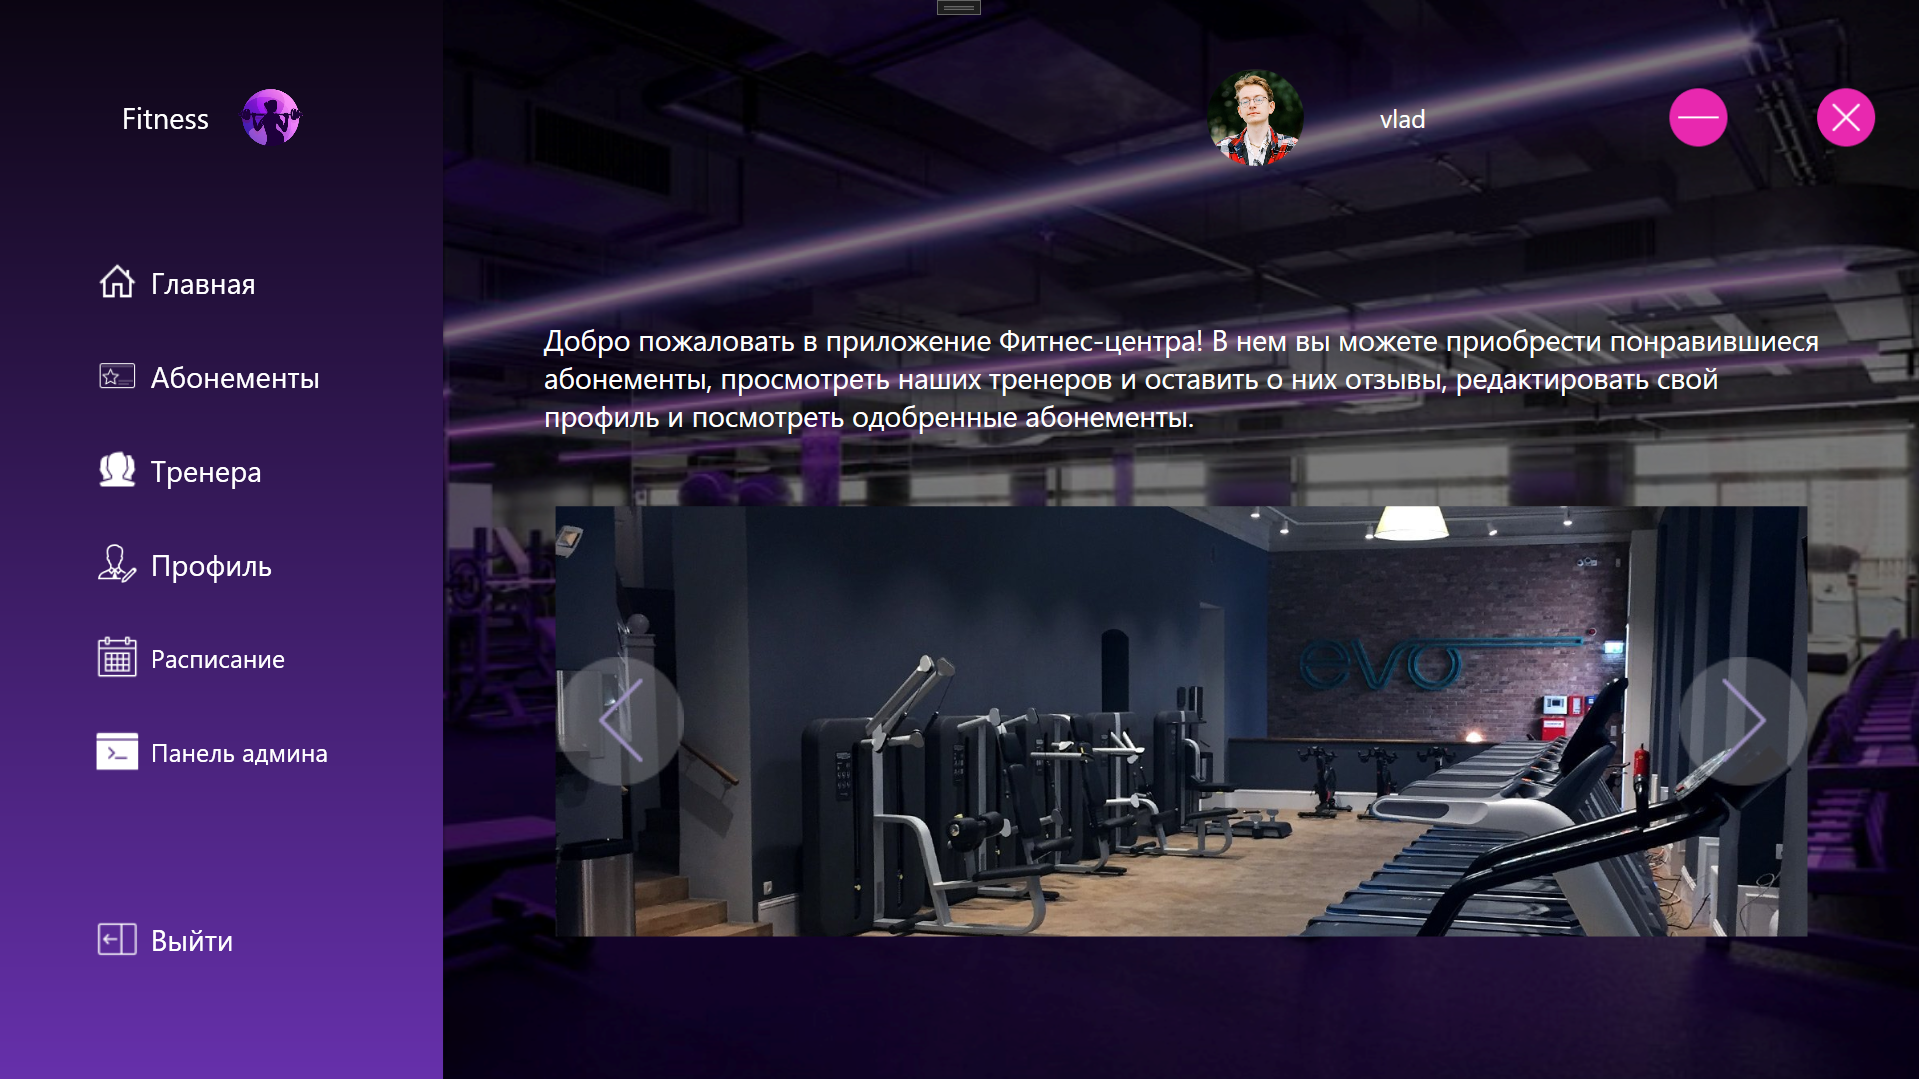 Fitness
vlad
Главная
Абонементы
Тренера
Профиль
Расписание
Панель админа
Выйти
Добро пожаловать в приложение Фитнес-центра! В нем вы можете приобрести понравившиеся
абонементы, просмотреть наших тренеров и оставить о них отзывы, редактировать свой
профиль и посмотреть одобренные абонементы.
evo